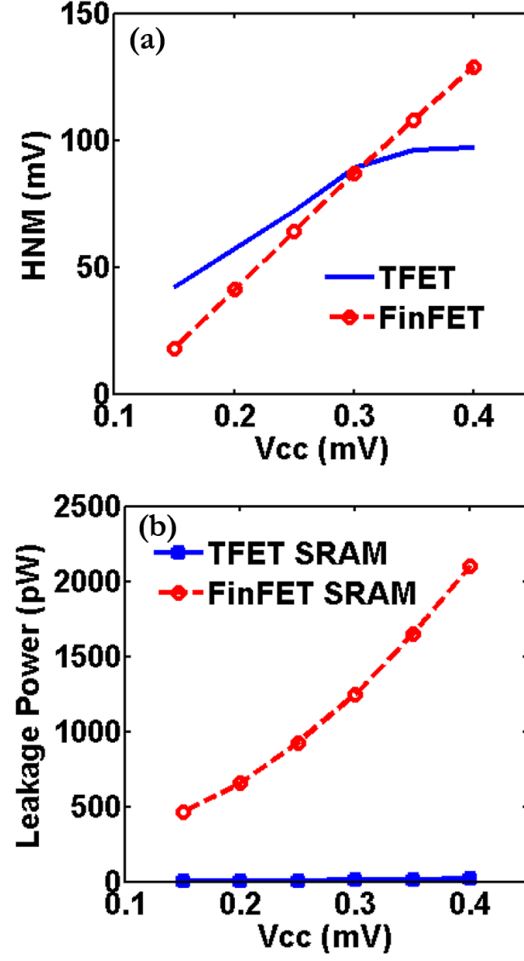 (a)
150
100
50
0
HNM (mV)
TFET
FinFET
0.1 0.2 0.3 0.4
Vcc (mV)
(b)
2500
2000
1500
1000
500
0
Leakage Power (pW)
TFET SRAM
FinFET SRAM
0.1 0.2 0.3 0.4
Vcc (mV)